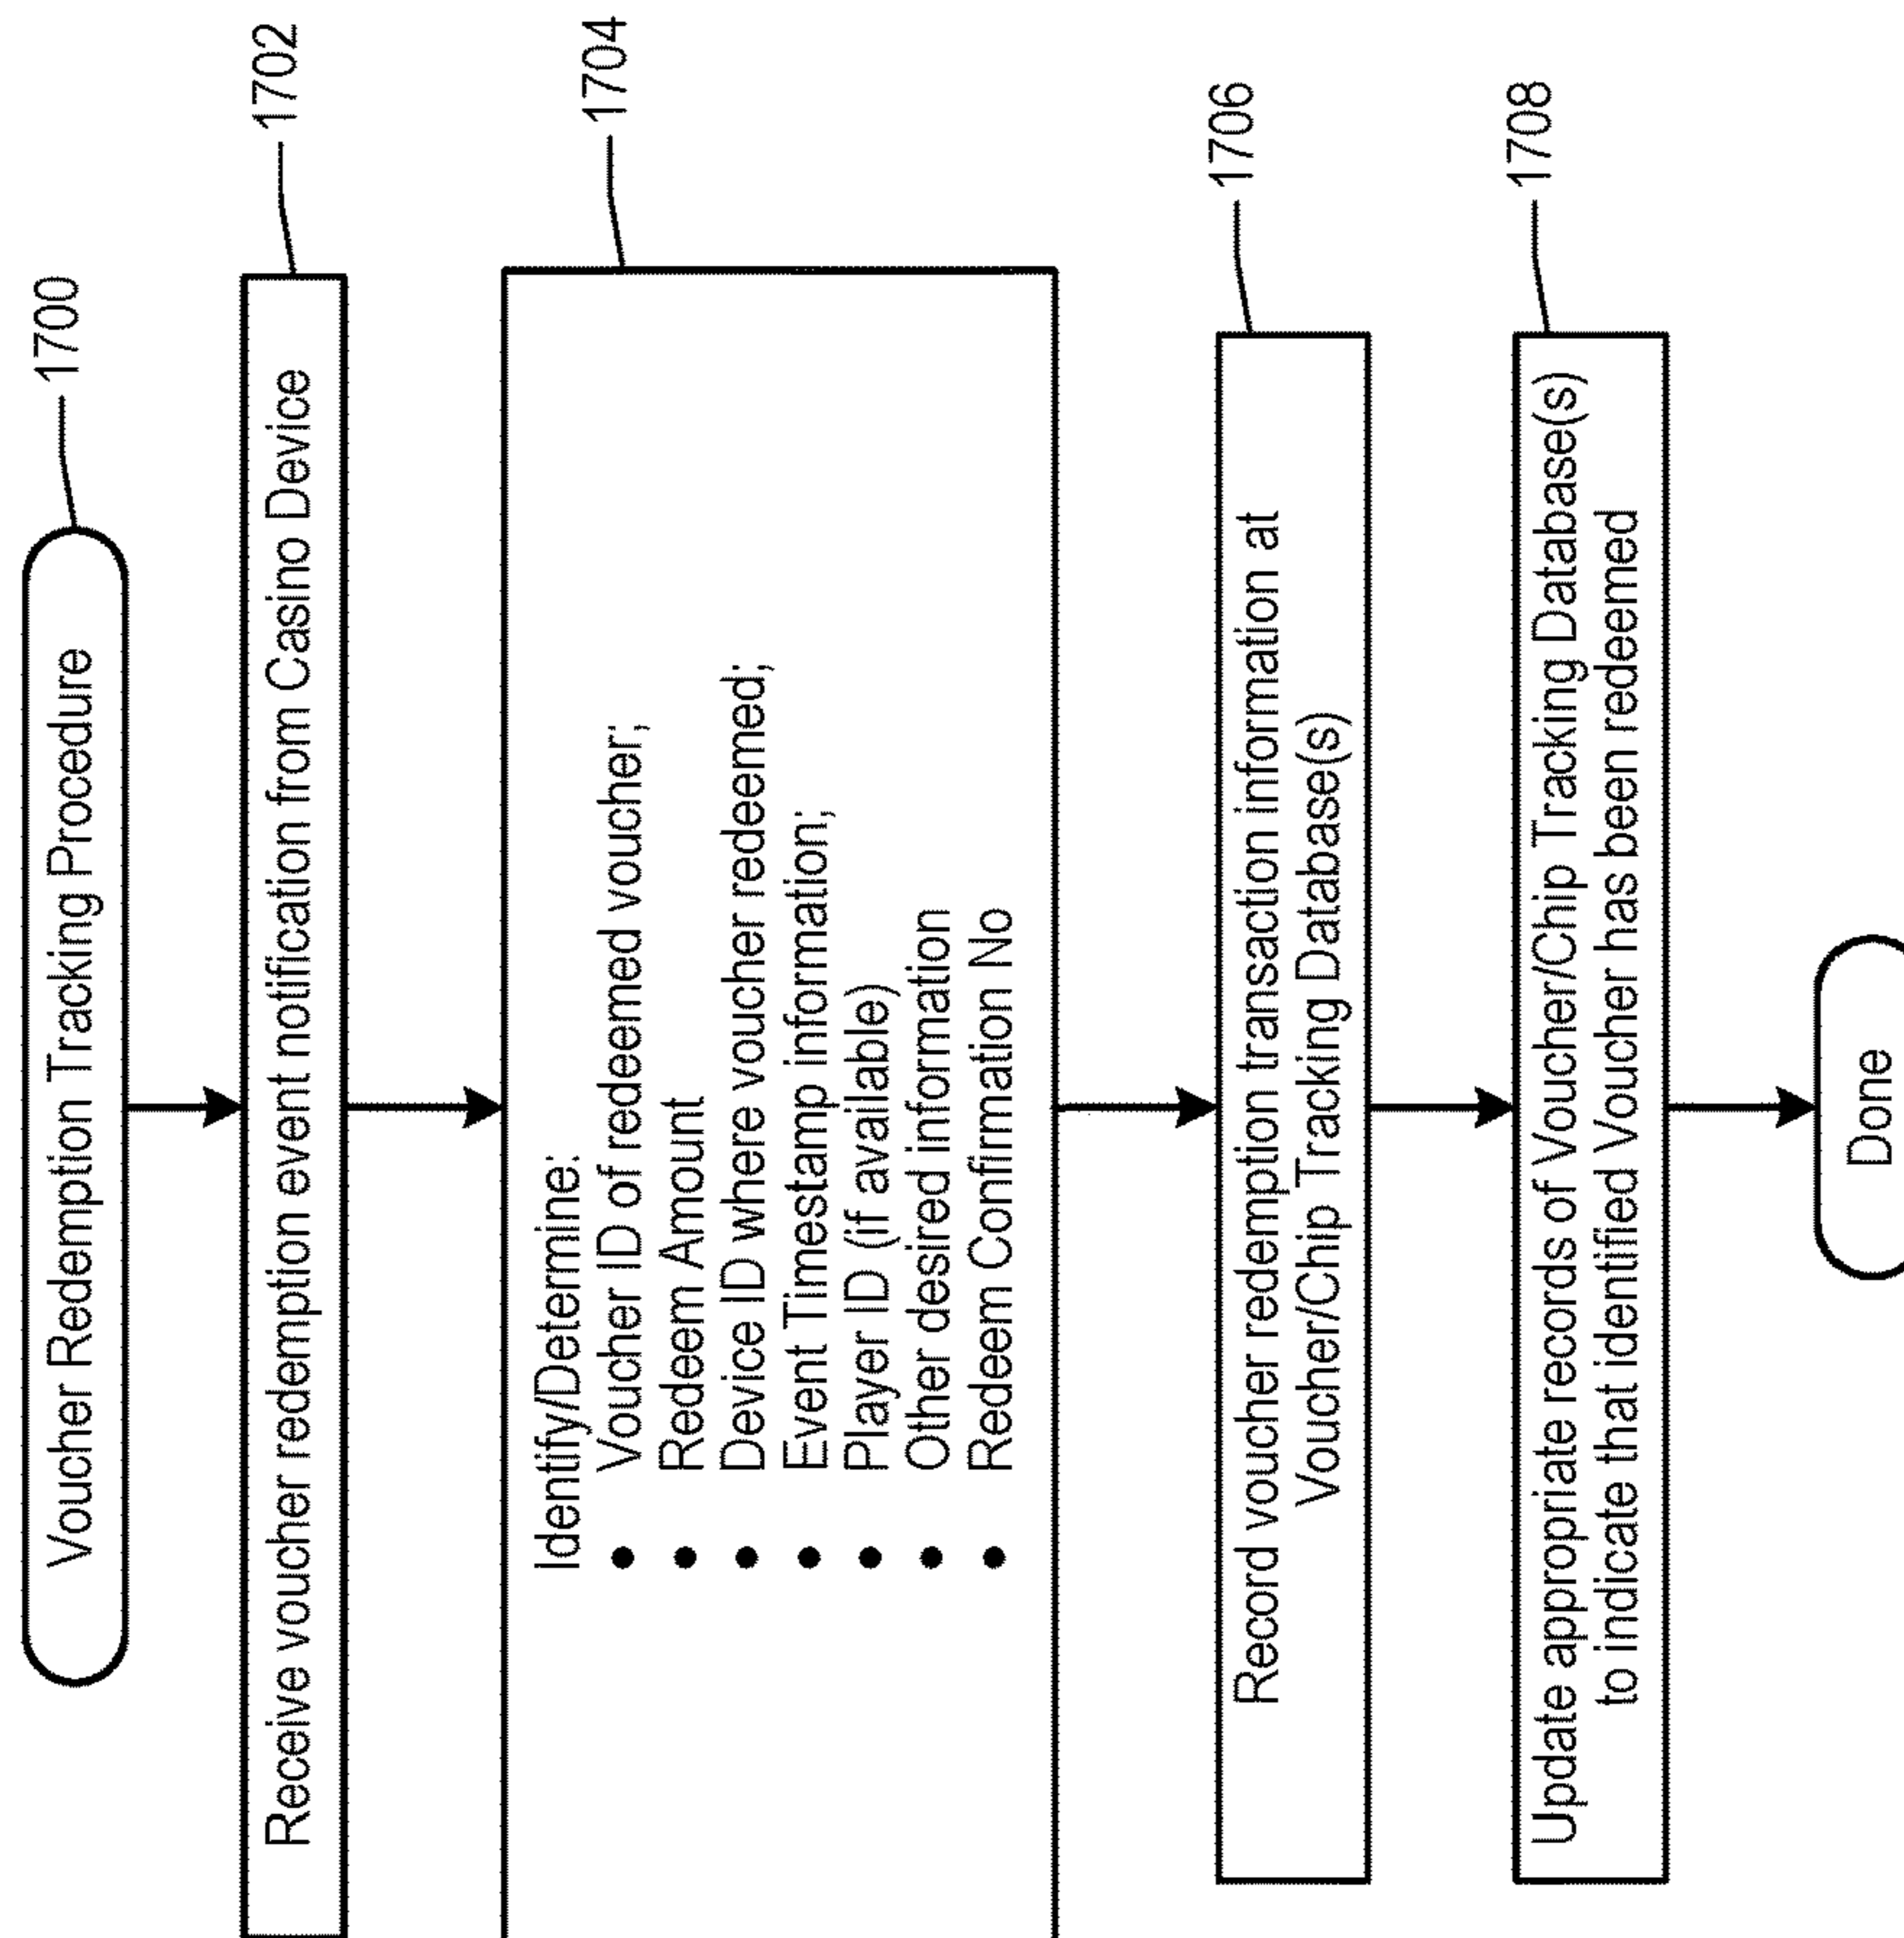 Voucher Redemption Tracking Procedure
1700
Receive voucher redemption event notification from Casino Device
1702
Identify/Determine:
• Voucher ID of redeemed voucher;
• Redeem Amount
• Device ID where voucher redeemed;
• Event Timestamp information;
• Player ID (if available)
• Other desired information
• Redeem Confirmation No
1704
Record voucher redemption transaction information at
Voucher/Chip Tracking Database(s)
1706
Update appropriate records of Voucher/Chip Tracking Database(s)
to indicate that identified Voucher has been redeemed
1708
Done